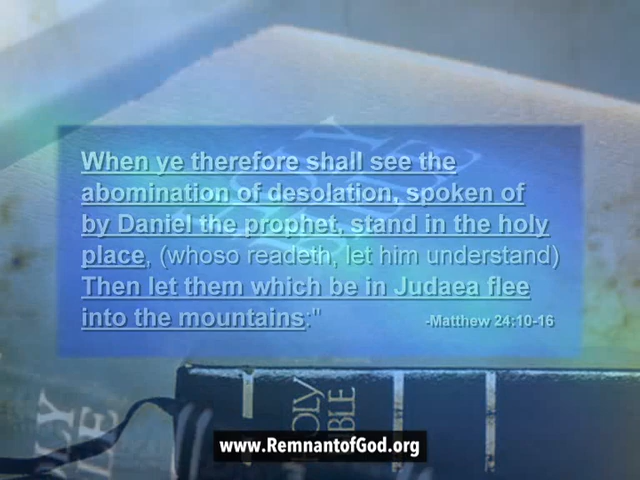 When ye therefore shall see the
abomination of desolation, spoken of
by Daniel the prophet, stand in the holy
place, (whoso readeth, let him understand)
Then let them which be in Judaea flee
into the mountains:"
-Matthew 24:10-16
HOLY
BIBLE
www.RemnantofGod.org